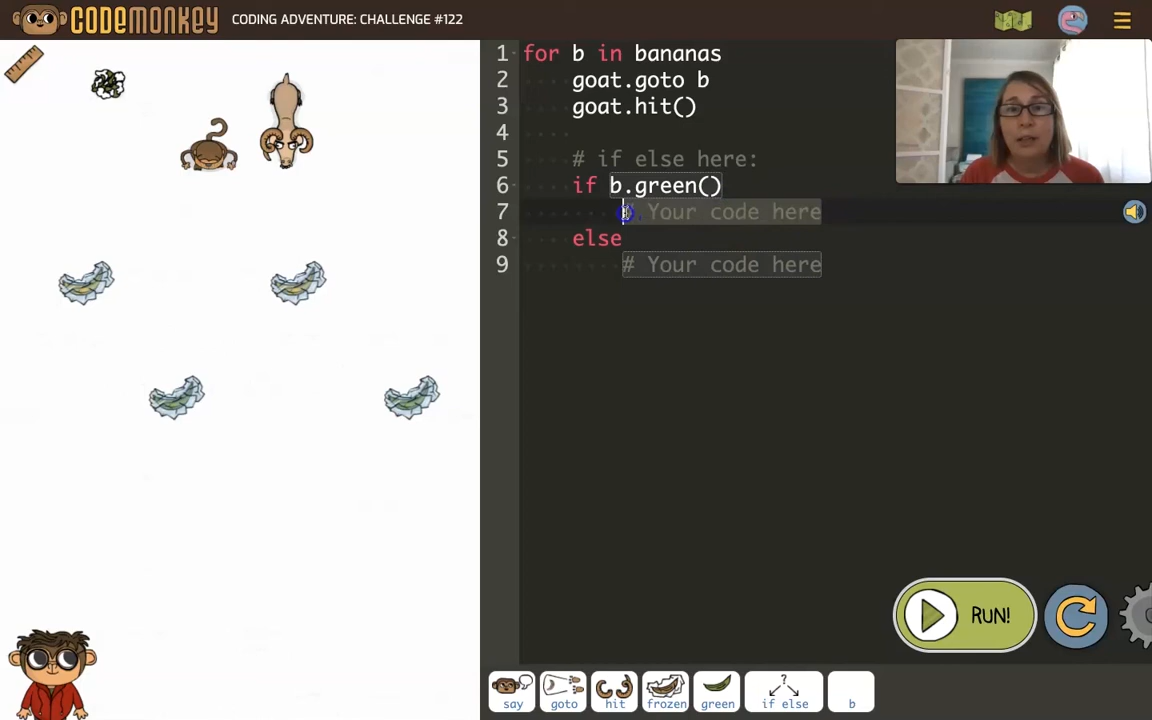 CODEMONKEY CODING ADVENTURE: CHALLENGE #122
1 for b in bananas
2 goat.goto b
3 goat.hit()
4
5 # if else here:
6 if b.green()
7 # Your code here
8 else
9 # Your code here
RUN!
say goto hit frozen green if else b